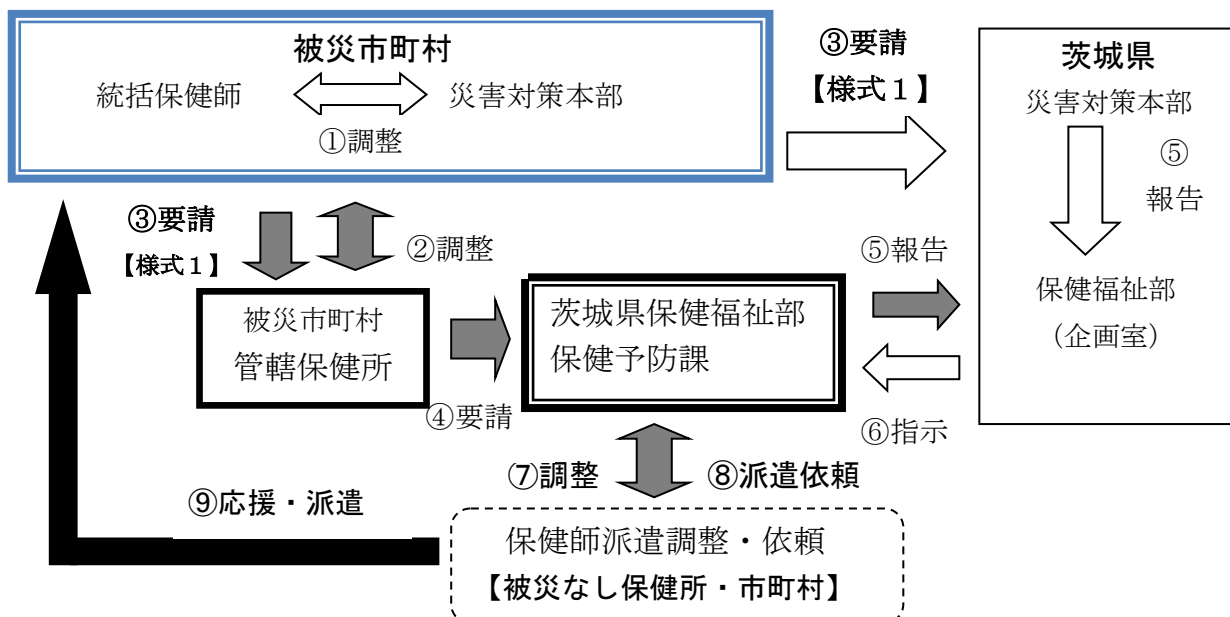 被災市町村
統括保健師
災害対策本部
①調整
③要請
【様式１】
茨城県
災害対策本部
⑤
報告
保健福祉部
（企画室）
③要請
【様式１】
②調整
被災市町村
管轄保健所
④要請
茨城県保健福祉部
保健予防課
⑤報告
⑥指示
⑦調整
⑧派遣依頼
⑨応援・派遣
保健師派遣調整・依頼
【被災なし保健所・市町村】